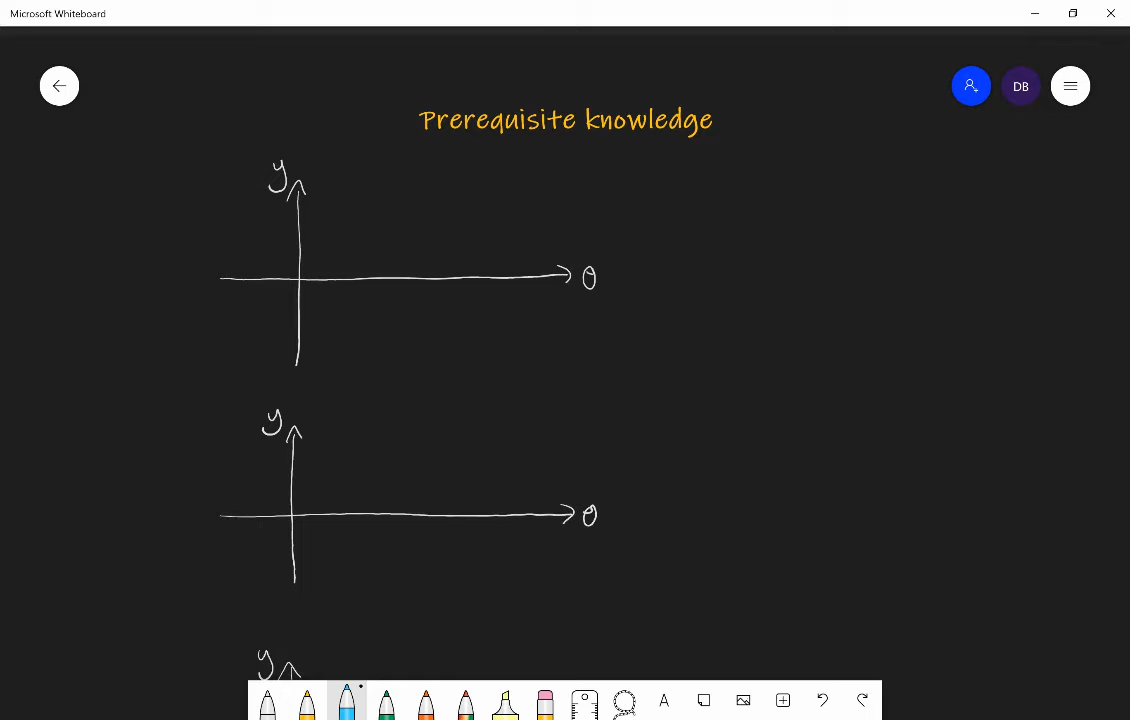 Microsoft Whiteboard
DB
Prerequisite knowledge
y
θ
y
θ
y
A